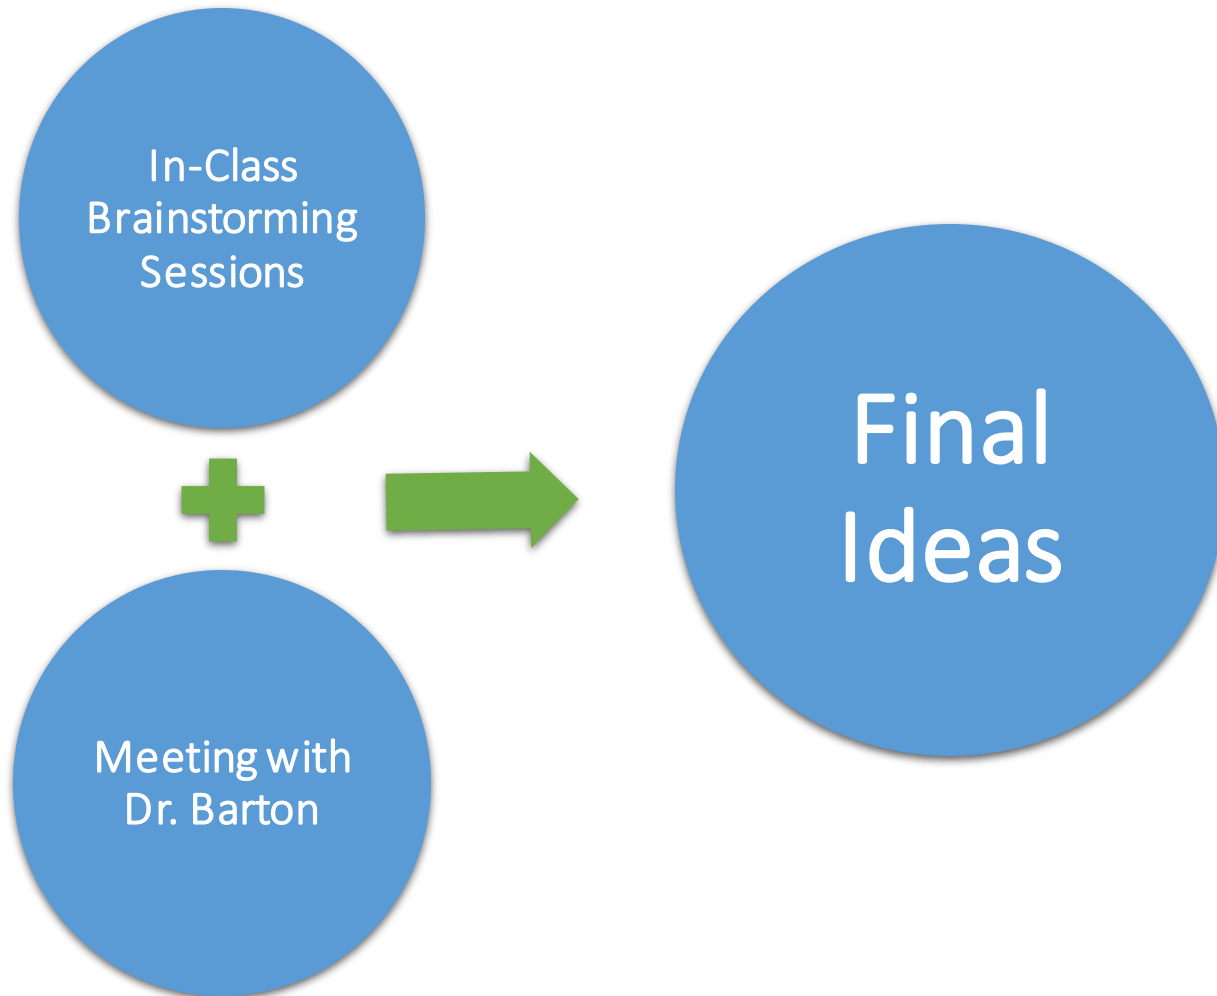 In-Class
Brainstorming
Sessions
Meeting with
Dr. Barton
Final
Ideas